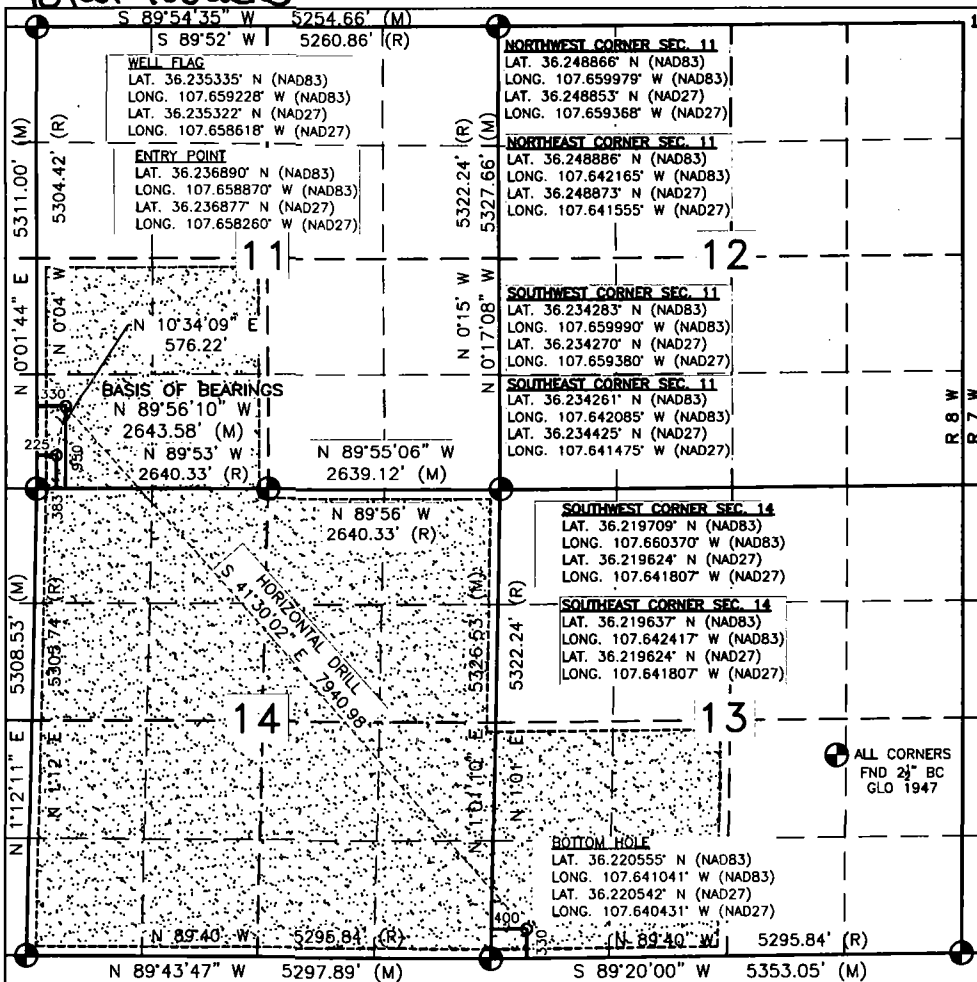 S 89°54'35" W 5254.66' (M)
S 89°52' W 5260.86' (R)
WELL FLAG
LAT. 36.235335° N (NAD83)
LONG. 107.659228° W (NAD83)
LAT. 36.235322° N (NAD27)
LONG. 107.658618° W (NAD27)
ENTRY POINT
LAT. 36.236890° N (NAD83)
LONG. 107.658870° W (NAD83)
LAT. 36.236877° N (NAD27)
LONG. 107.658260° W (NAD27)
NORTHWEST CORNER SEC. 11
LAT. 36.248866° N (NAD83)
LONG. 107.659979° W (NAD83)
LAT. 36.248853° N (NAD27)
LONG. 107.659368° W (NAD27)
NORTHEAST CORNER SEC. 11
LAT. 36.248886° N (NAD83)
LONG. 107.642165° W (NAD83)
LAT. 36.248873° N (NAD27)
LONG. 107.641555° W (NAD27)
N 0°01'44" E 5311.00' (M)
N 0°04 W 5304.42' (R)
N 0°15' W 5322.24' (R)
N 0°17'08" W 5327.66' (M)
11
12
SOUTHWEST CORNER SEC. 11
LAT. 36.234283° N (NAD83)
LONG. 107.659990° W (NAD83)
LAT. 36.234270° N (NAD27)
LONG. 107.659380° W (NAD27)
SOUTHEAST CORNER SEC. 11
LAT. 36.234261° N (NAD83)
LONG. 107.642085° W (NAD83)
LAT. 36.234425° N (NAD27)
LONG. 107.641475° W (NAD27)
N 10°34'09" E
576.22'
330
BASIS OF BEARINGS
N 89°56'10" W
2643.58' (M)
225'
950
N 89°53' W
2640.33' (R)
N 89°55'06" W
2639.12' (M)
R 8 W
R 7 W
383
N 89°56' W
2640.33' (R)
SOUTHWEST CORNER SEC. 14
LAT. 36.219709° N (NAD83)
LONG. 107.660370° W (NAD83)
LAT. 36.219624° N (NAD27)
LONG. 107.641807° W (NAD27)
SOUTHEAST CORNER SEC. 14
LAT. 36.219637° N (NAD83)
LONG. 107.642417° W (NAD83)
LAT. 36.219624° N (NAD27)
LONG. 107.641807° W (NAD27)
HORIZONTAL DRILL
S 41°30'02" E 7940.98'
N 1°12'11" E 5308.53' (M)
N 1°12 E 5305.74' (R)
N 1°01'10" E 5326.53' (M)
N 1°01' E 5322.24' (R)
14
13
ALL CORNERS
FND 2½" BC
GLO 1947
BOTTOM HOLE
LAT. 36.220555° N (NAD83)
LONG. 107.641041° W (NAD83)
LAT. 36.220542° N (NAD27)
LONG. 107.640431° W (NAD27)
400
330
N 89°40' W 5295.84' (R)
N 89°40' W 5295.84' (R)
N 89°43'47" W 5297.89' (M)
S 89°20'00" W 5353.05' (M)